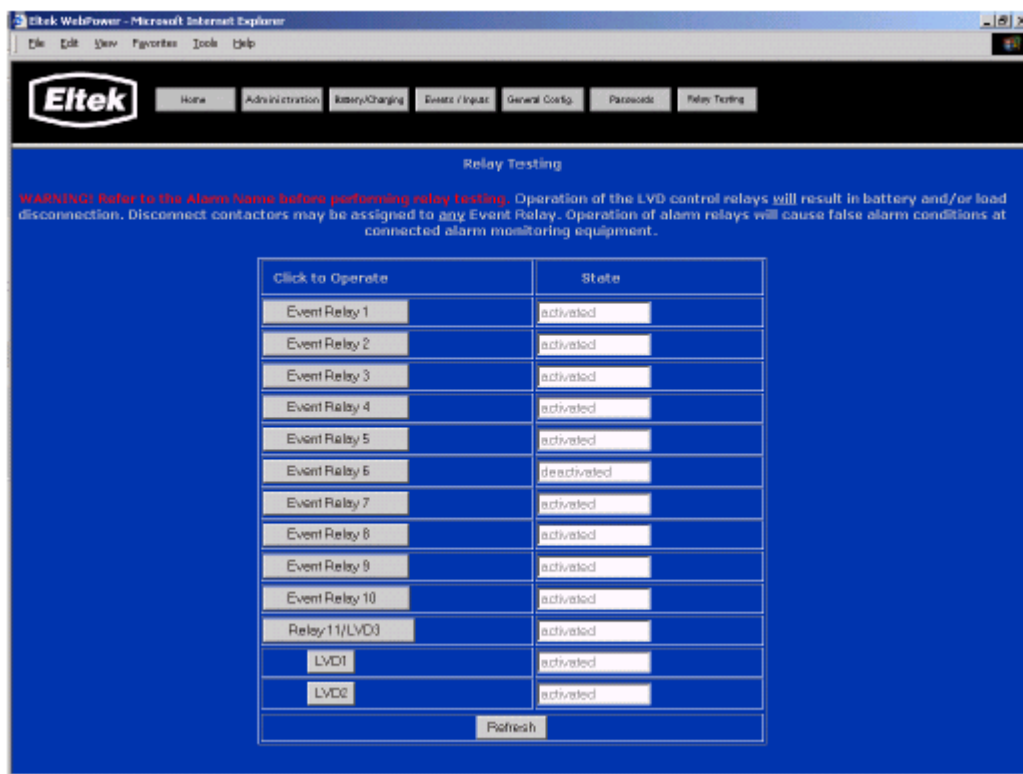 Eltek WebPower - Microsoft Internet Explorer
File Edit View Favorites Tools Help
Eltek Home Administration Battery/Charging Events / Inputs General Config. Passwords Relay Testing
Relay Testing
WARNING! Refer to the Alarm Name before performing relay testing. Operation of the LVD control relays will result in battery and/or load
disconnection. Disconnect contactors may be assigned to any Event Relay. Operation of alarm relays will cause false alarm conditions at
connected alarm monitoring equipment.
Click to Operate State
Event Relay 1 activated
Event Relay 2 activated
Event Relay 3 activated
Event Relay 4 activated
Event Relay 5 activated
Event Relay 6 deactivated
Event Relay 7 activated
Event Relay 8 activated
Event Relay 9 activated
Event Relay 10 activated
Relay 11/LVD3 activated
LVD1 activated
LVD2 activated
Refresh